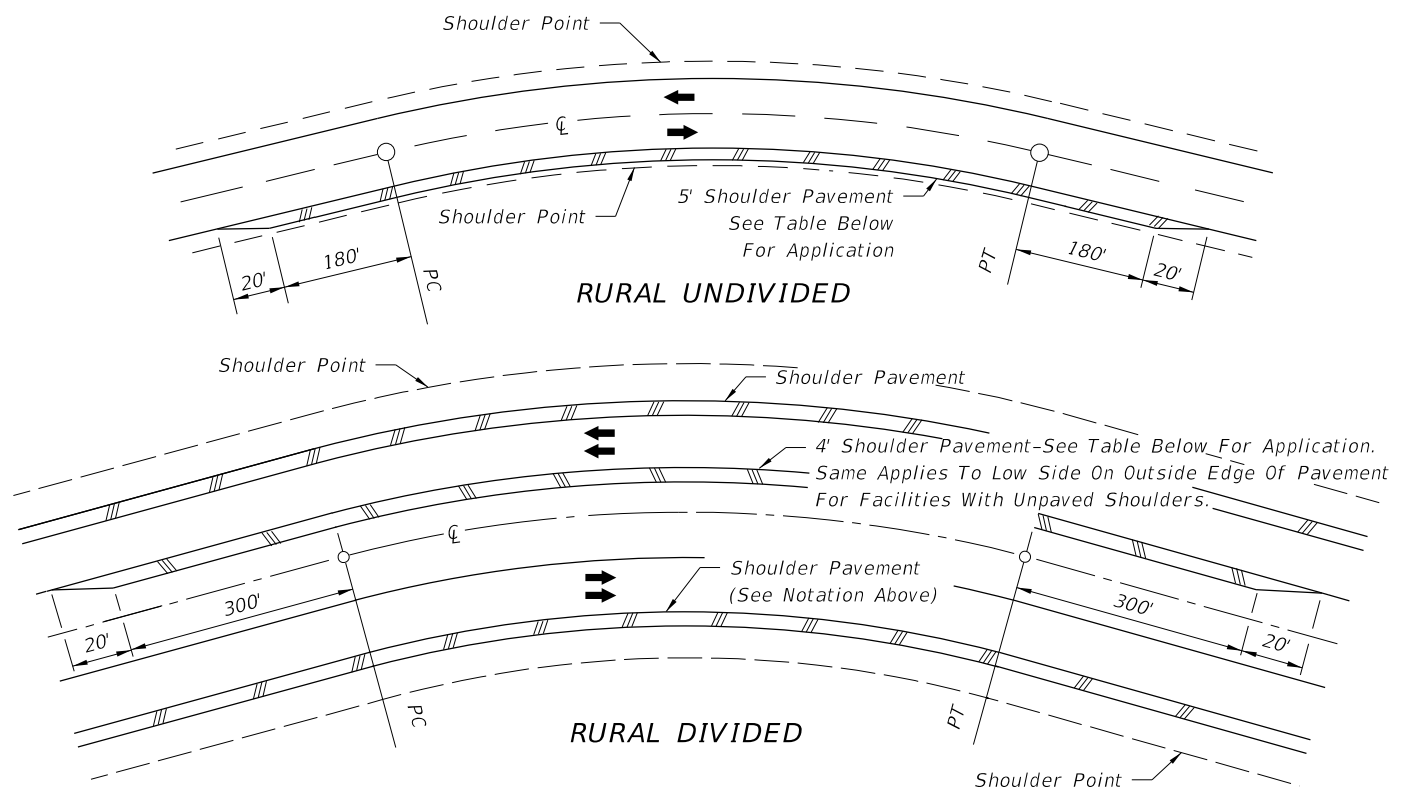 Shoulder Point
℄
Shoulder Point
5' Shoulder Pavement
See Table Below
For Application
20'
180'
PC
PT
180'
20'
RURAL UNDIVIDED
Shoulder Point
Shoulder Pavement
4' Shoulder Pavement-See Table Below For Application.
Same Applies To Low Side On Outside Edge Of Pavement
For Facilities With Unpaved Shoulders.
℄
Shoulder Pavement
(See Notation Above)
20'
300'
PC
PT
300'
20'
RURAL DIVIDED
Shoulder Point